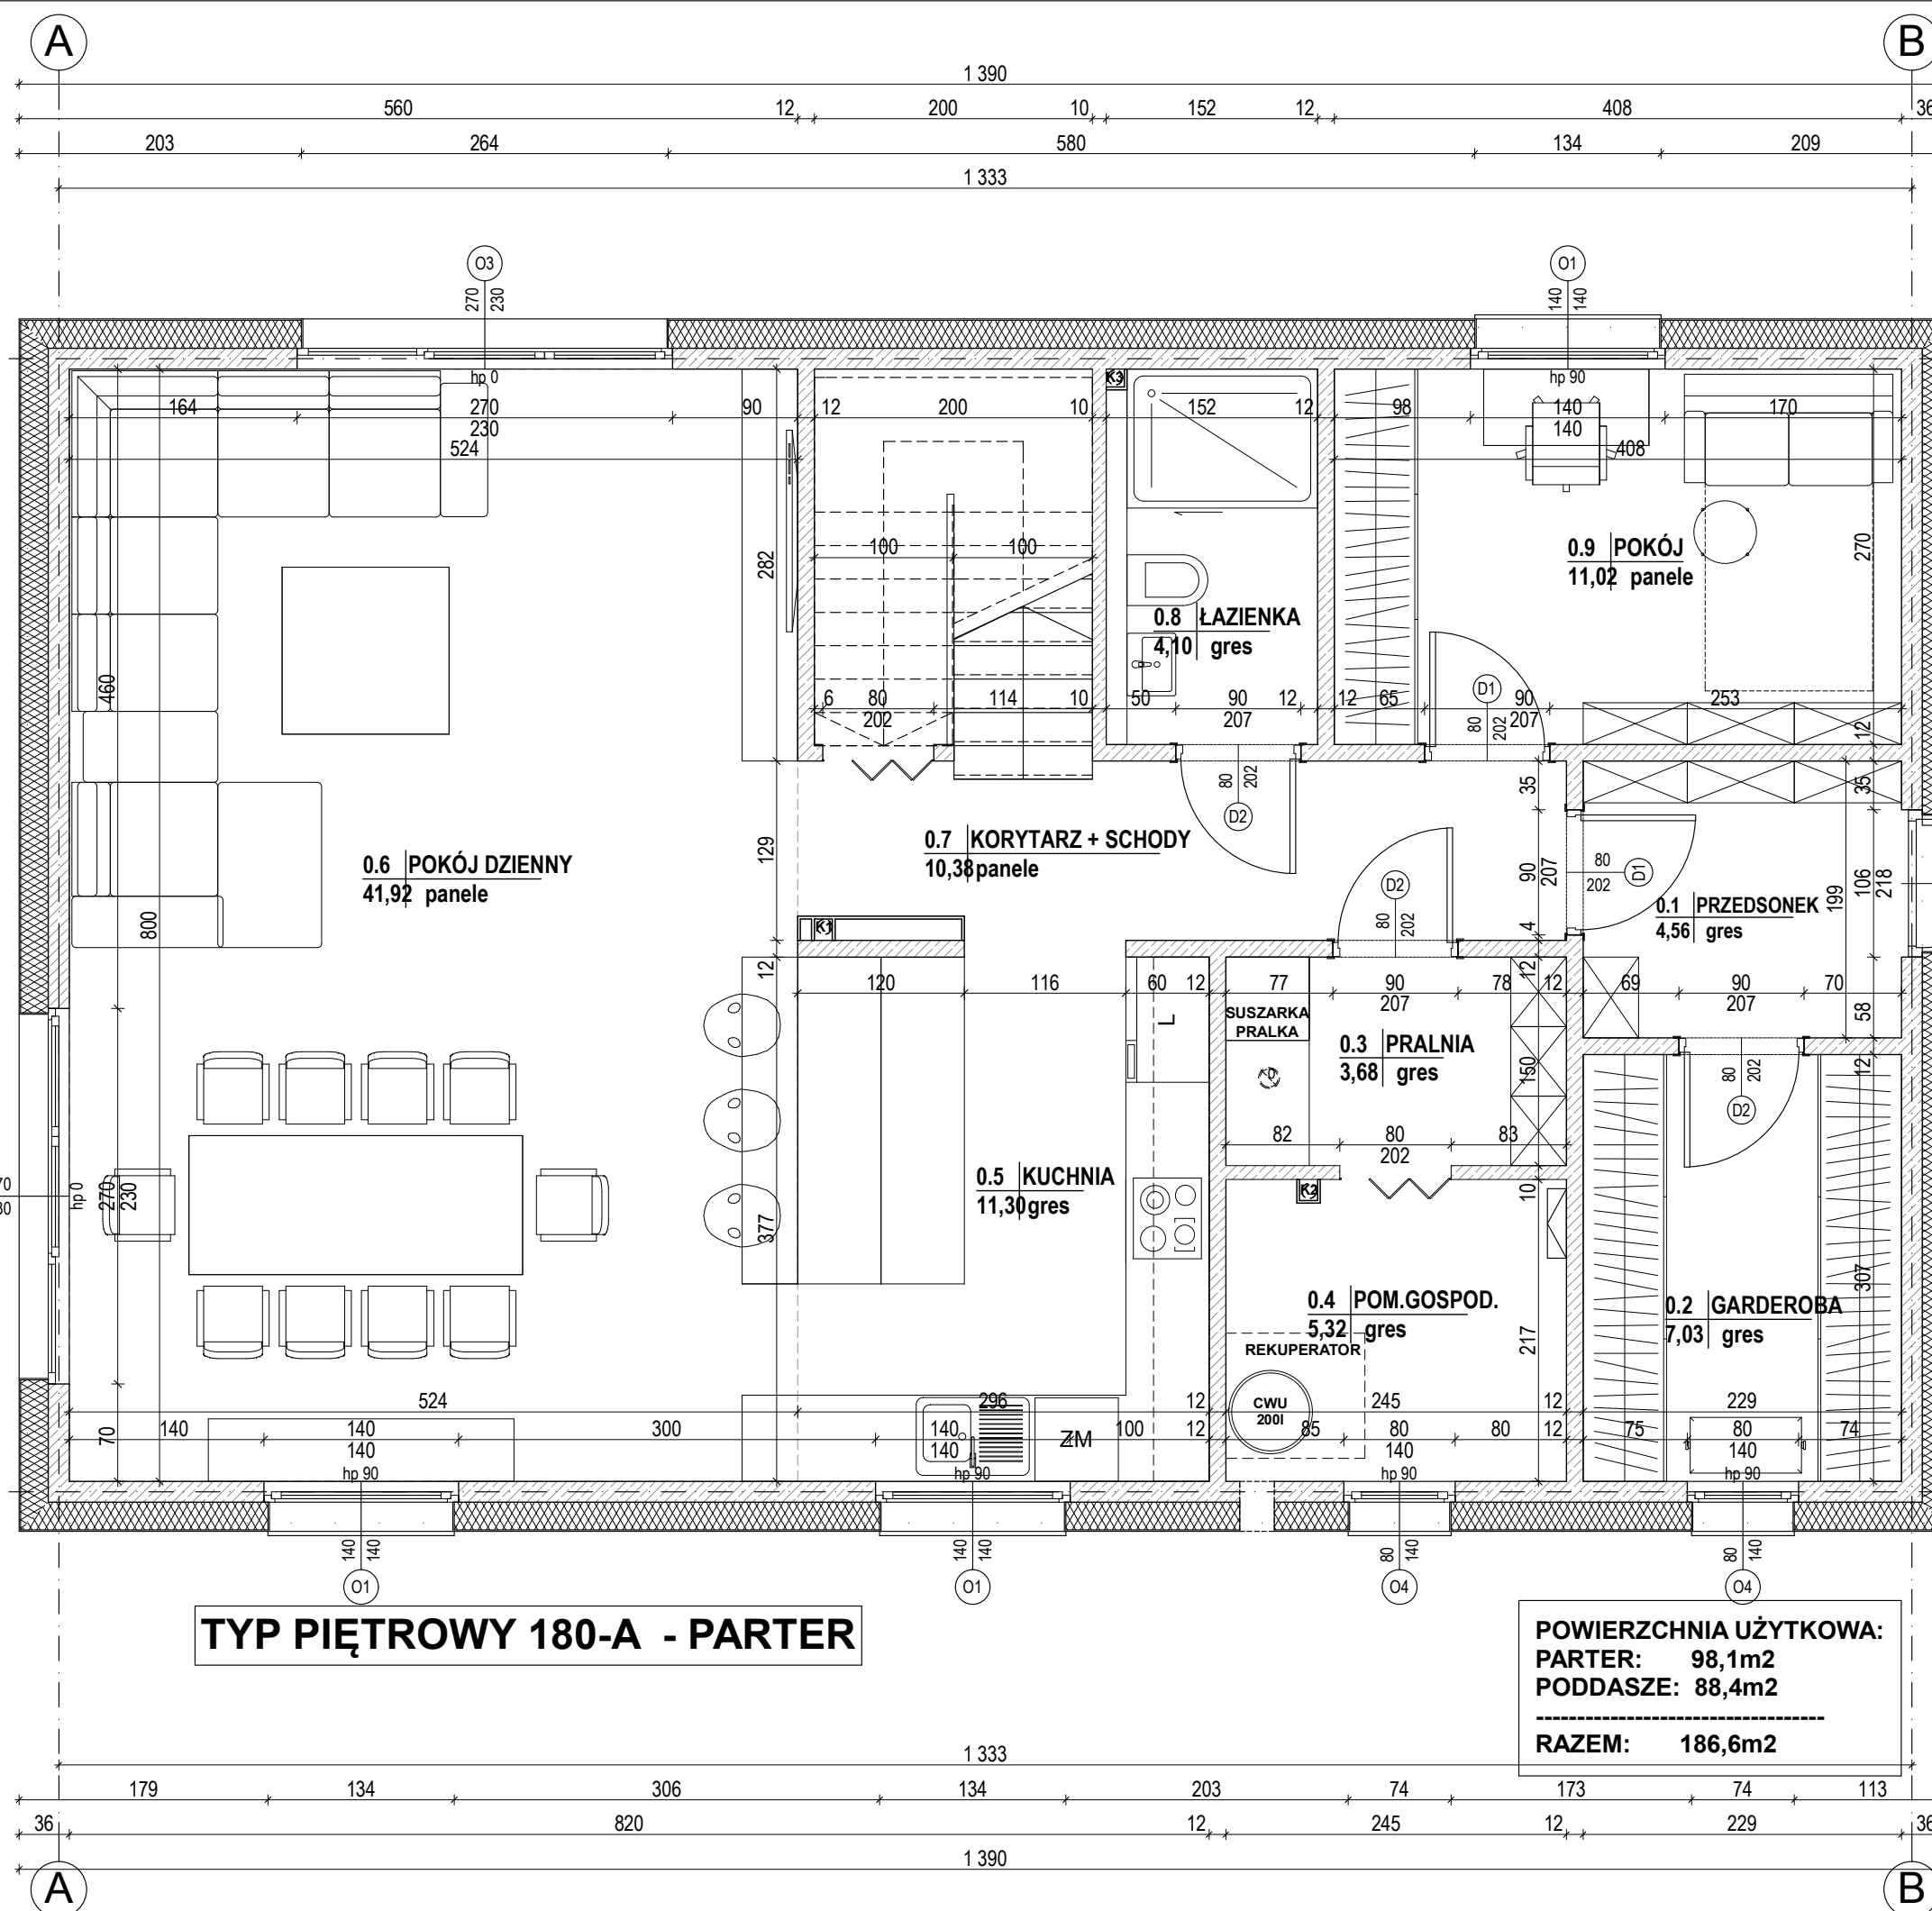 A B
1 390
560 12 200 10 152 12 408 36
203 264 580 134 209
1 333
O3 O1
270 230 140 140
hp 0 K3 hp 90
164 270 90 12 200 10 152 12 98 140 170
230 140
524 408
282 100 100 270
0.9 POKÓJ
11,02 panele
0.8 ŁAZIENKA
4,10 gres
460 6 80 114 10 50 90 12 12 65 D1 90 253
202 207 80 202 207 12
35 35
80 202
D2
129
0.7 KORYTARZ + SCHODY
10,38 panele
0.6 POKÓJ DZIENNY
41,92 panele
800
90 207 80 202 D1
199 106 218
D2
80 202
0.1 PRZEDSONEK
4,56 gres
K1 4
12 120 116 60 12 77 90 78 12 12 69 90 70
207 207 58
L
SUSZARKA
PRALKA
0.3 PRALNIA
3,68 gres
150
80 202 12
D2
82 80 83
202
0.5 KUCHNIA
11,30 gres
K2 10
70 30 hp 0 270 230
377
0.4 POM.GOSPOD.
5,32 gres
REKUPERATOR
217
0.2 GARDEROBA
7,03 gres
307
CWU
200l
524 296 12 245 12 229
70 140 140 300 140 100 12 85 80 80 12 75 80 74
140 140 ZM 140 140
hp 90 hp 90 hp 90 hp 90
140 140 140 140 80 140 80 140
O1 O1 O4 O4
TYP PIĘTROWY 180-A - PARTER
POWIERZCHNIA UŻYTKOWA:
PARTER: 98,1m2
PODDASZE: 88,4m2
-----------------------------------
RAZEM: 186,6m2
1 333
179 134 306 134 203 74 173 74 113
36 820 12 245 12 229 36
1 390
A B